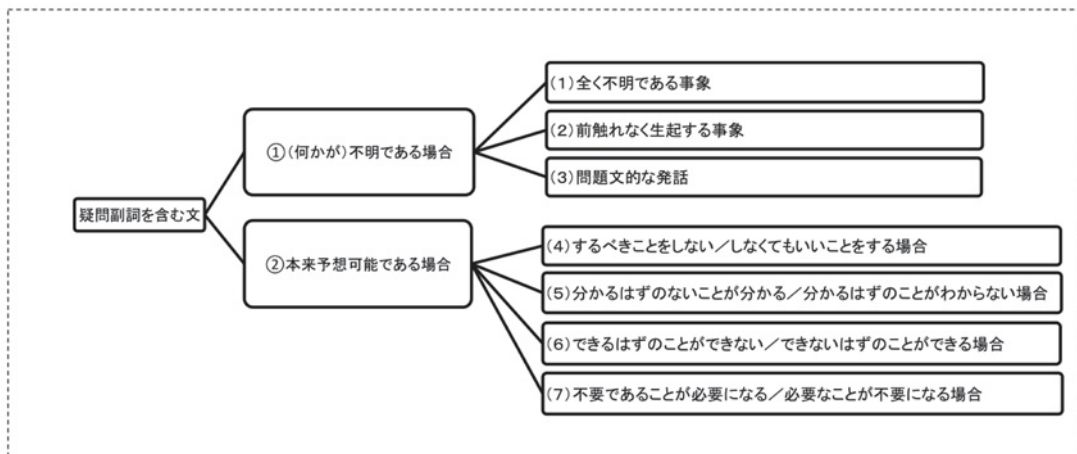 疑問副詞を含む文
①(何かが)不明である場合
(1)全く不明である事象
(2)前触れなく生起する事象
(3)問題文的な発話
②本来予想可能である場合
(4)するべきことをしない/しなくてもいいことをする場合
(5)分かるはずのないことが分かる/分かるはずのことがわからない場合
(6)できるはずのことができない/できないはずのことができる場合
(7)不要であることが必要になる/必要なことが不要になる場合